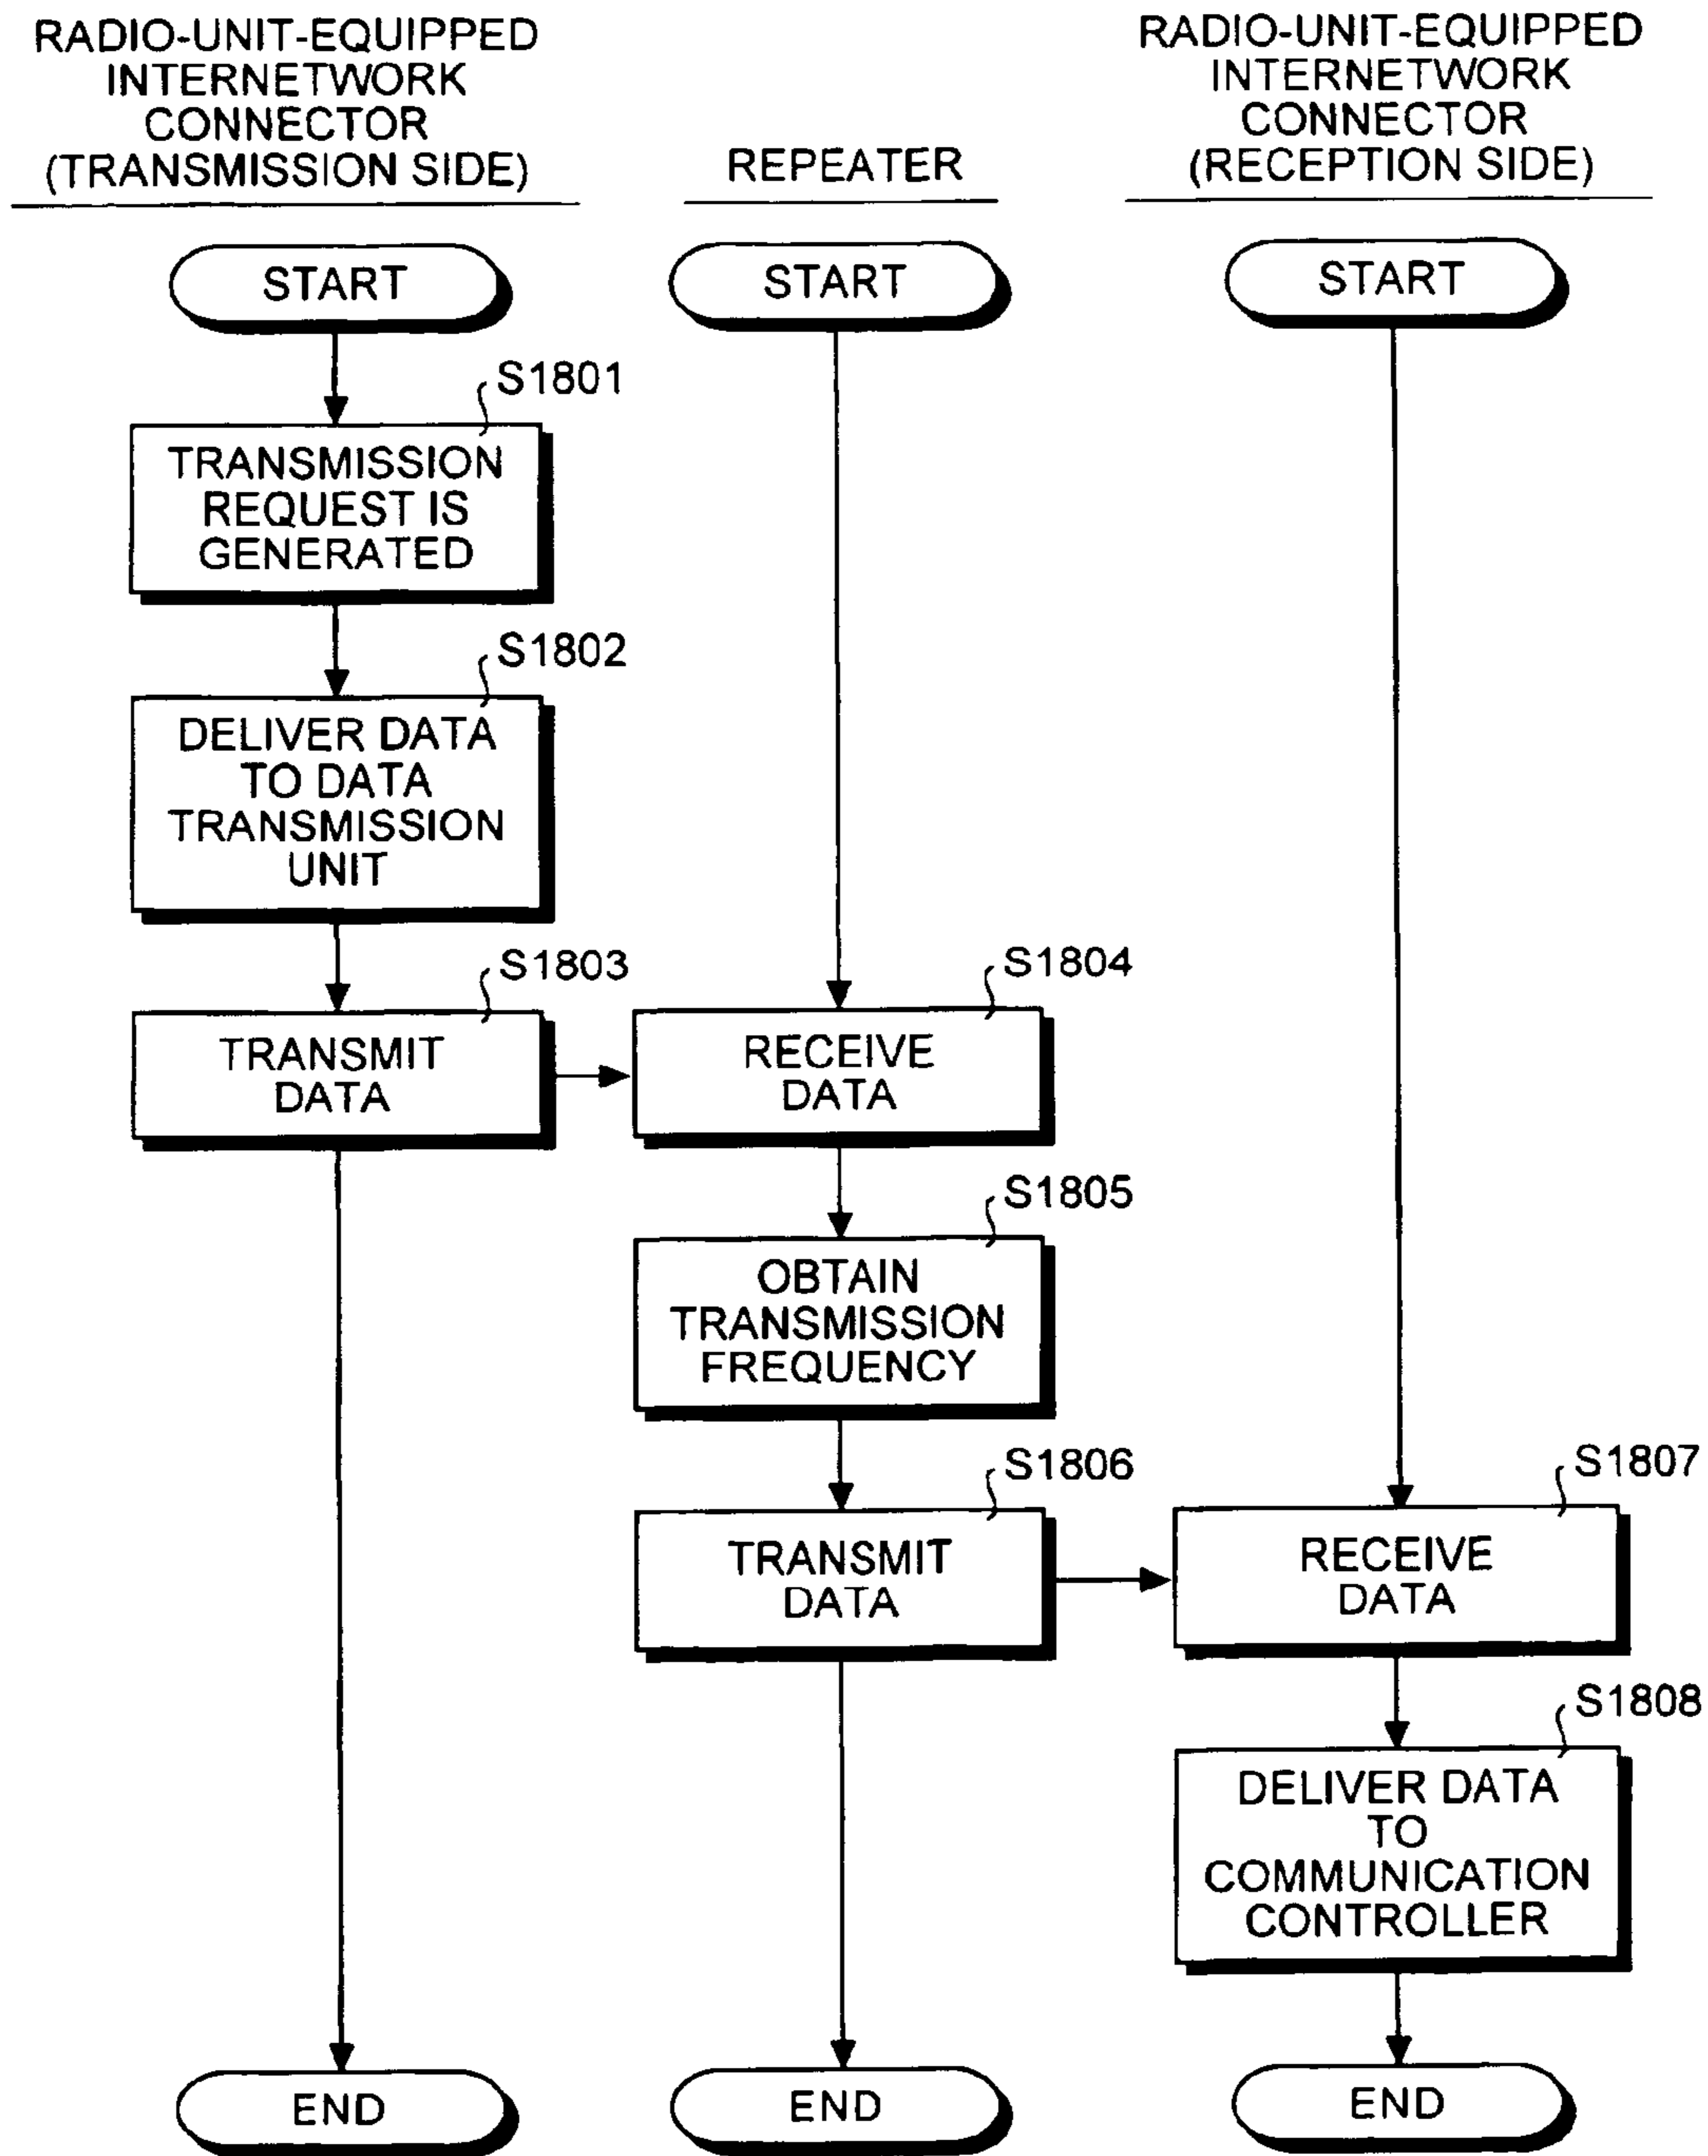 RADIO-UNIT-EQUIPPED
INTERNETWORK
CONNECTOR
(TRANSMISSION SIDE)
REPEATER
RADIO-UNIT-EQUIPPED
INTERNETWORK
CONNECTOR
(RECEPTION SIDE)
START
START
START
S1801
TRANSMISSION
REQUEST IS
GENERATED
S1802
DELIVER DATA
TO DATA
TRANSMISSION
UNIT
S1803
TRANSMIT
DATA
S1804
RECEIVE
DATA
S1805
OBTAIN
TRANSMISSION
FREQUENCY
S1806
TRANSMIT
DATA
S1807
RECEIVE
DATA
S1808
DELIVER DATA
TO
COMMUNICATION
CONTROLLER
END
END
END